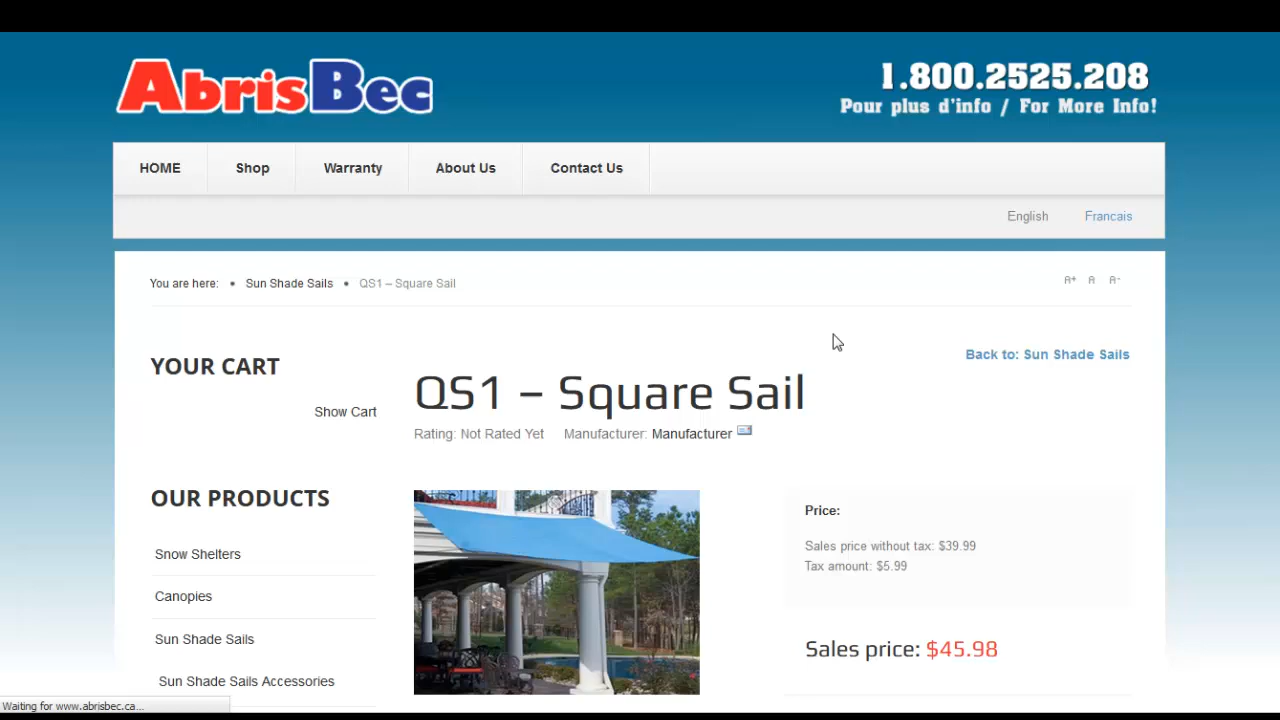 AbrisBec
1.800.2525.208
Pour plus d'info / For More Info!
HOME Shop Warranty About Us Contact Us
English Francais
You are here: • Sun Shade Sails • QS1 – Square Sail
A+ A A-
Back to: Sun Shade Sails
YOUR CART
Show Cart
QS1 – Square Sail
Rating: Not Rated Yet Manufacturer: Manufacturer
OUR PRODUCTS
Snow Shelters
Canopies
Sun Shade Sails
Sun Shade Sails Accessories
Price:
Sales price without tax: $39.99
Tax amount: $5.99
Sales price: $45.98
Waiting for www.abrisbec.ca...